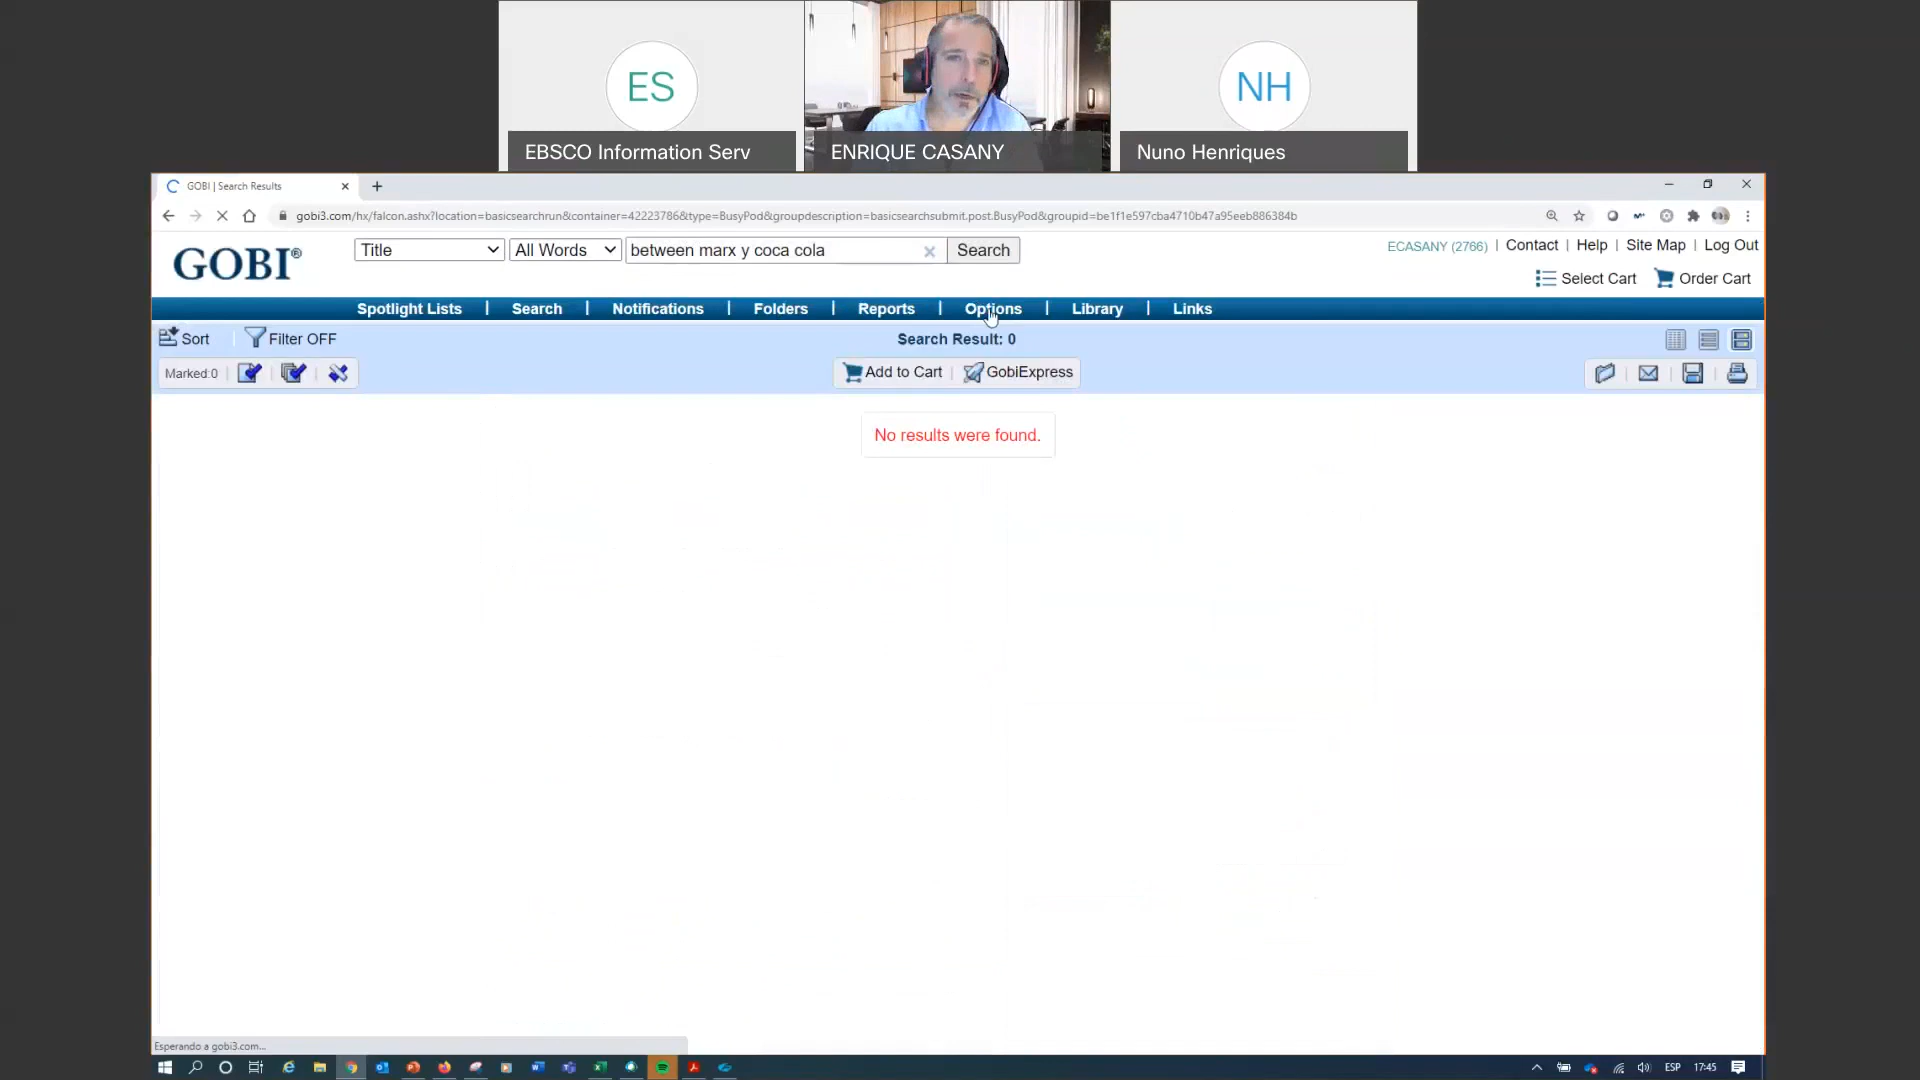 ES
NH
EBSCO Information Serv
ENRIQUE CASANY
Nuno Henriques
GOBI | Search Results
gobi3.com/hx/falcon.ashx?location=basicsearchrun&container=42223786&type=BusyPod&groupdescription=basicsearchsubmit.post.BusyPod&groupid=be1f1e597cba4710b47a95eeb886384b
GOBI®
Title
All Words
between marx y coca cola
Search
ECASANY (2766) | Contact | Help | Site Map | Log Out
Select Cart
Order Cart
Spotlight Lists | Search | Notifications | Folders | Reports | Options | Library | Links
Sort
Filter OFF
Search Result: 0
Marked:0
Add to Cart | GobiExpress
No results were found.
Esperando a gobi3.com...
ESP
17:45